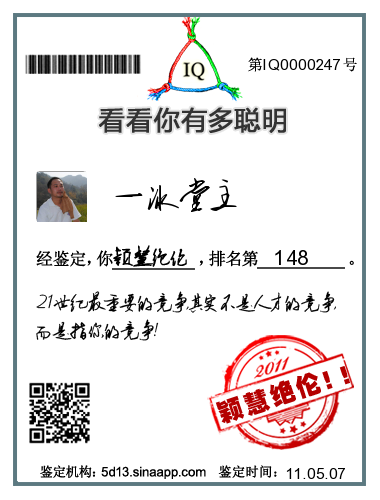 第IQ0000247号
IQ
看看你有多聪明
一冰堂主
经鉴定，你颖慧绝伦，排名第 148 。
21世纪最重要的竞争其实不是人才的竞争,
而是指你的竞争!
2011
颖慧绝伦!!
鉴定机构：5d13.sinaapp.com 鉴定时间：11.05.07